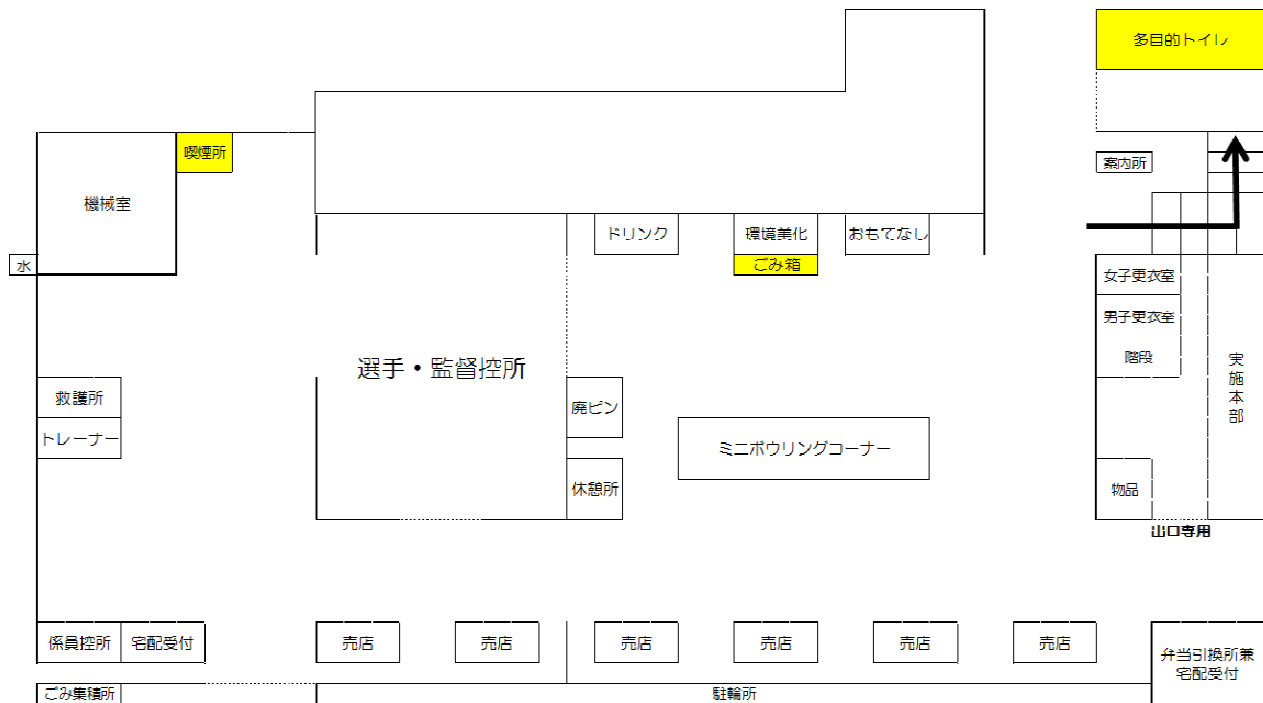 多目的トイレ
喫煙所
案内所
機械室
ドリンク
環境美化
おもてなし
水
ごみ箱
女子更衣室
男子更衣室
階段
選手・監督控所
実施本部
救護所
廃ピン
トレーナー
ミニボウリングコーナー
休憩所
物品
出口専用
係員控所
宅配受付
売店
売店
売店
売店
売店
売店
弁当引換所兼
宅配受付
ごみ集積所
駐輪所